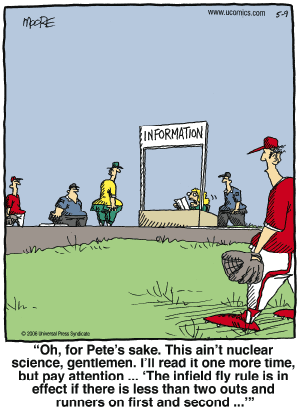 MOORE
www.ucomics.com
5-9
INFORMATION
© 2006 Universal Press Syndicate
"Oh, for Pete's sake. This ain't nuclear
science, gentlemen. I'll read it one more time,
but pay attention ... 'The infield fly rule is in
effect if there is less than two outs and
runners on first and second ...'"